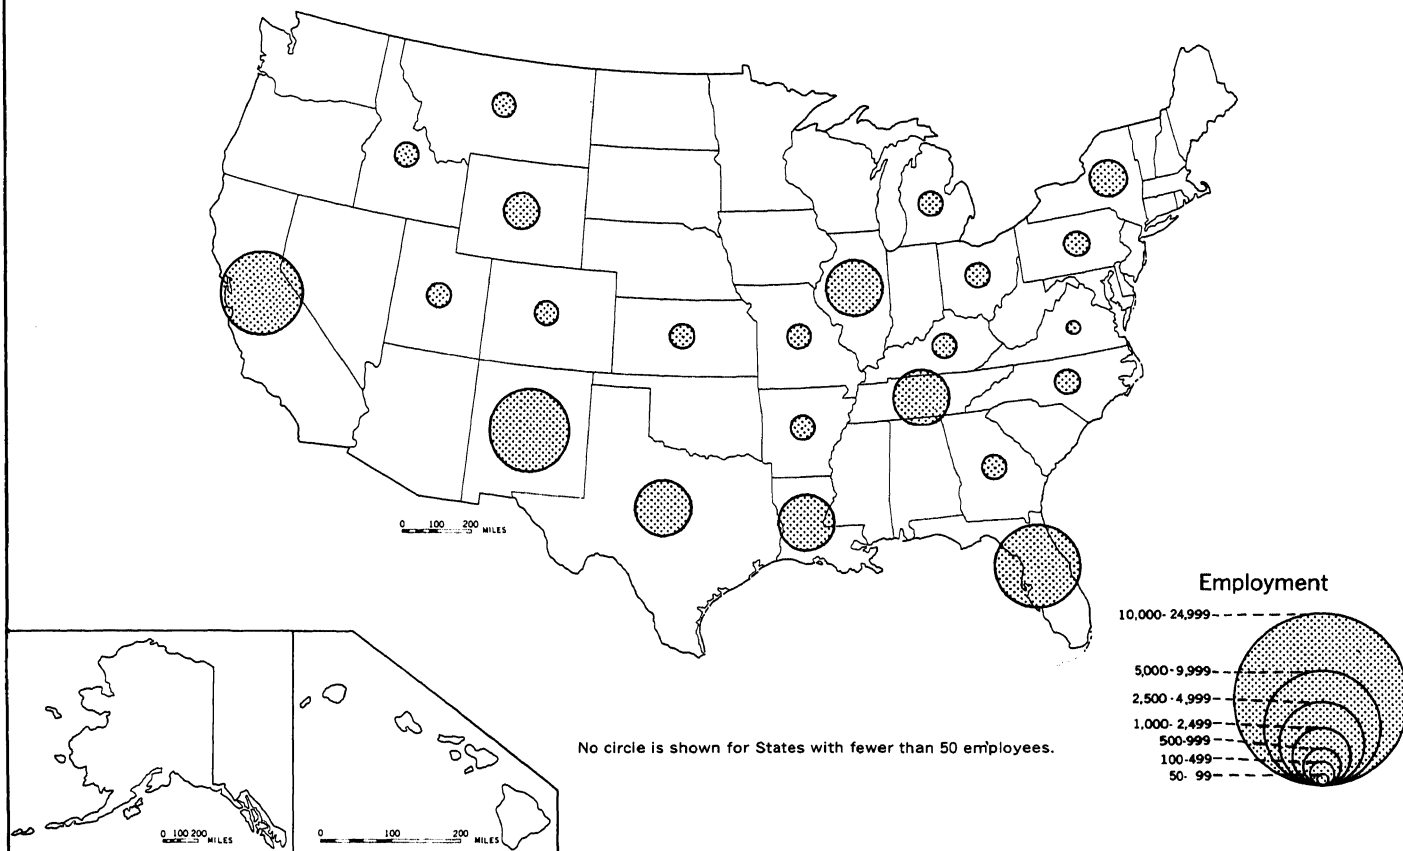 0 100 200 MILES
Employment
10,000-24,999
5,000-9,999
2,500-4,999
1,000-2,499
500-999
100-499
50-99
No circle is shown for States with fewer than 50 employees.
0 100 200 MILES
0 100 200 MILES